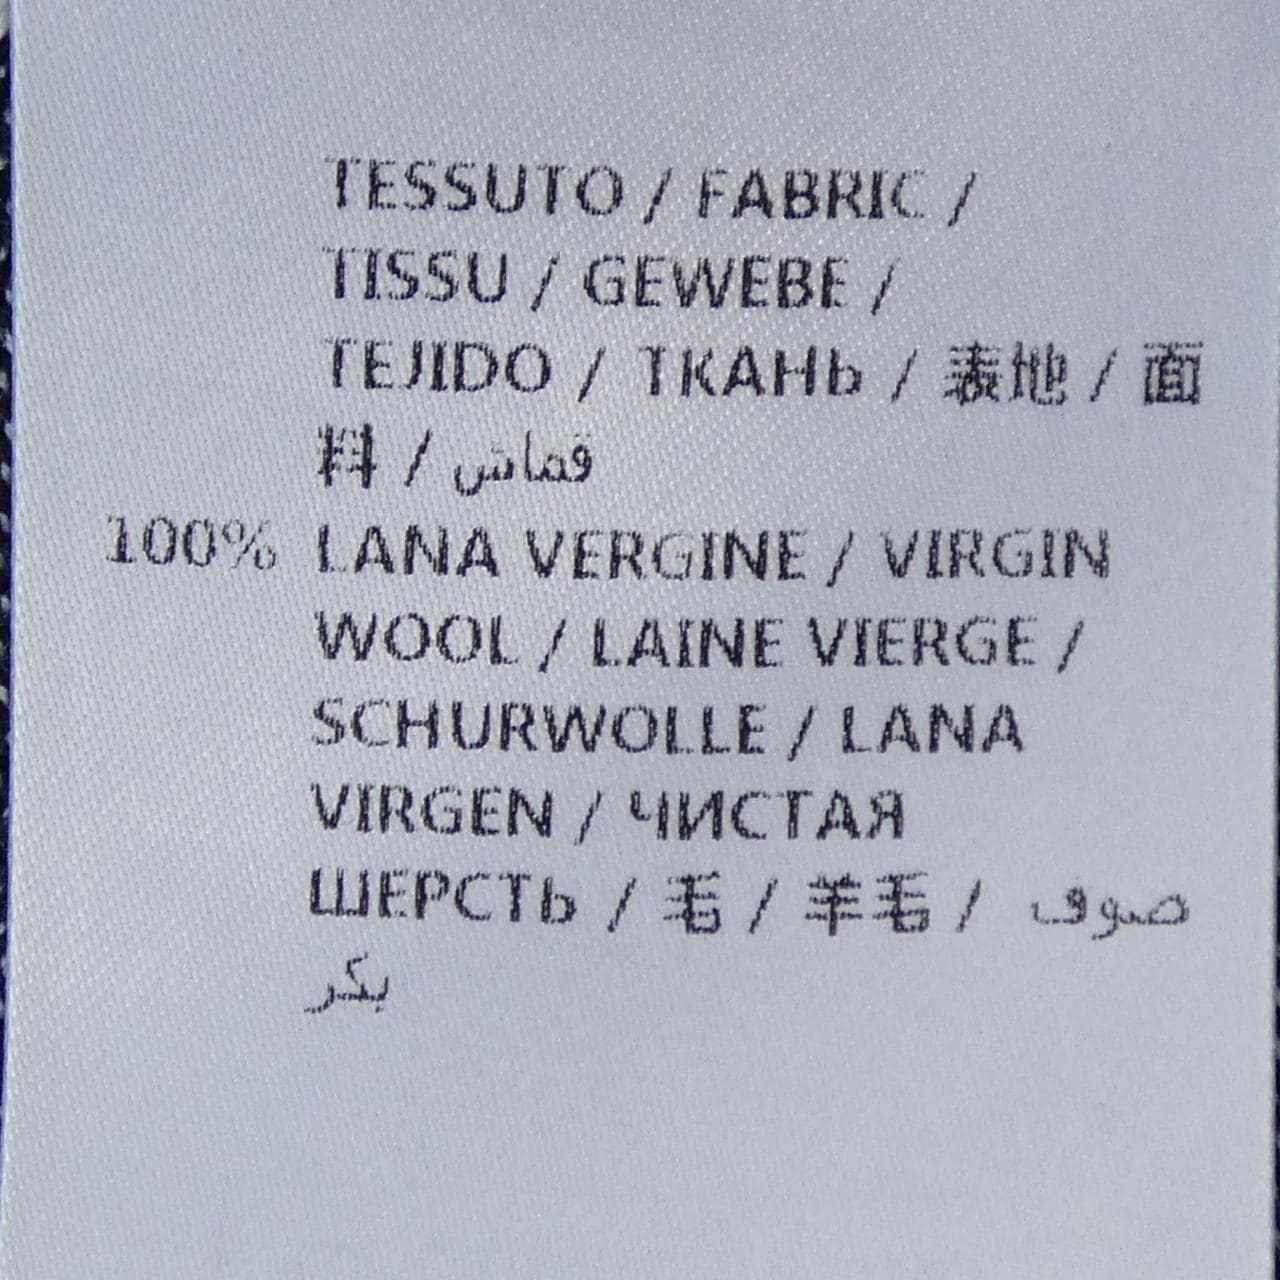 TESSUTO / FABRIC /
TISSU / GEWEBE /
TEJIDO / ТКАНЬ / 表地 / 面
料 / قماش
100% LANA VERGINE / VIRGIN
WOOL / LAINE VIERGE /
SCHURWOLLE / LANA
VIRGEN / ЧИСТАЯ
ШЕРСТЬ / 毛 / 羊毛 / صوف
بكر